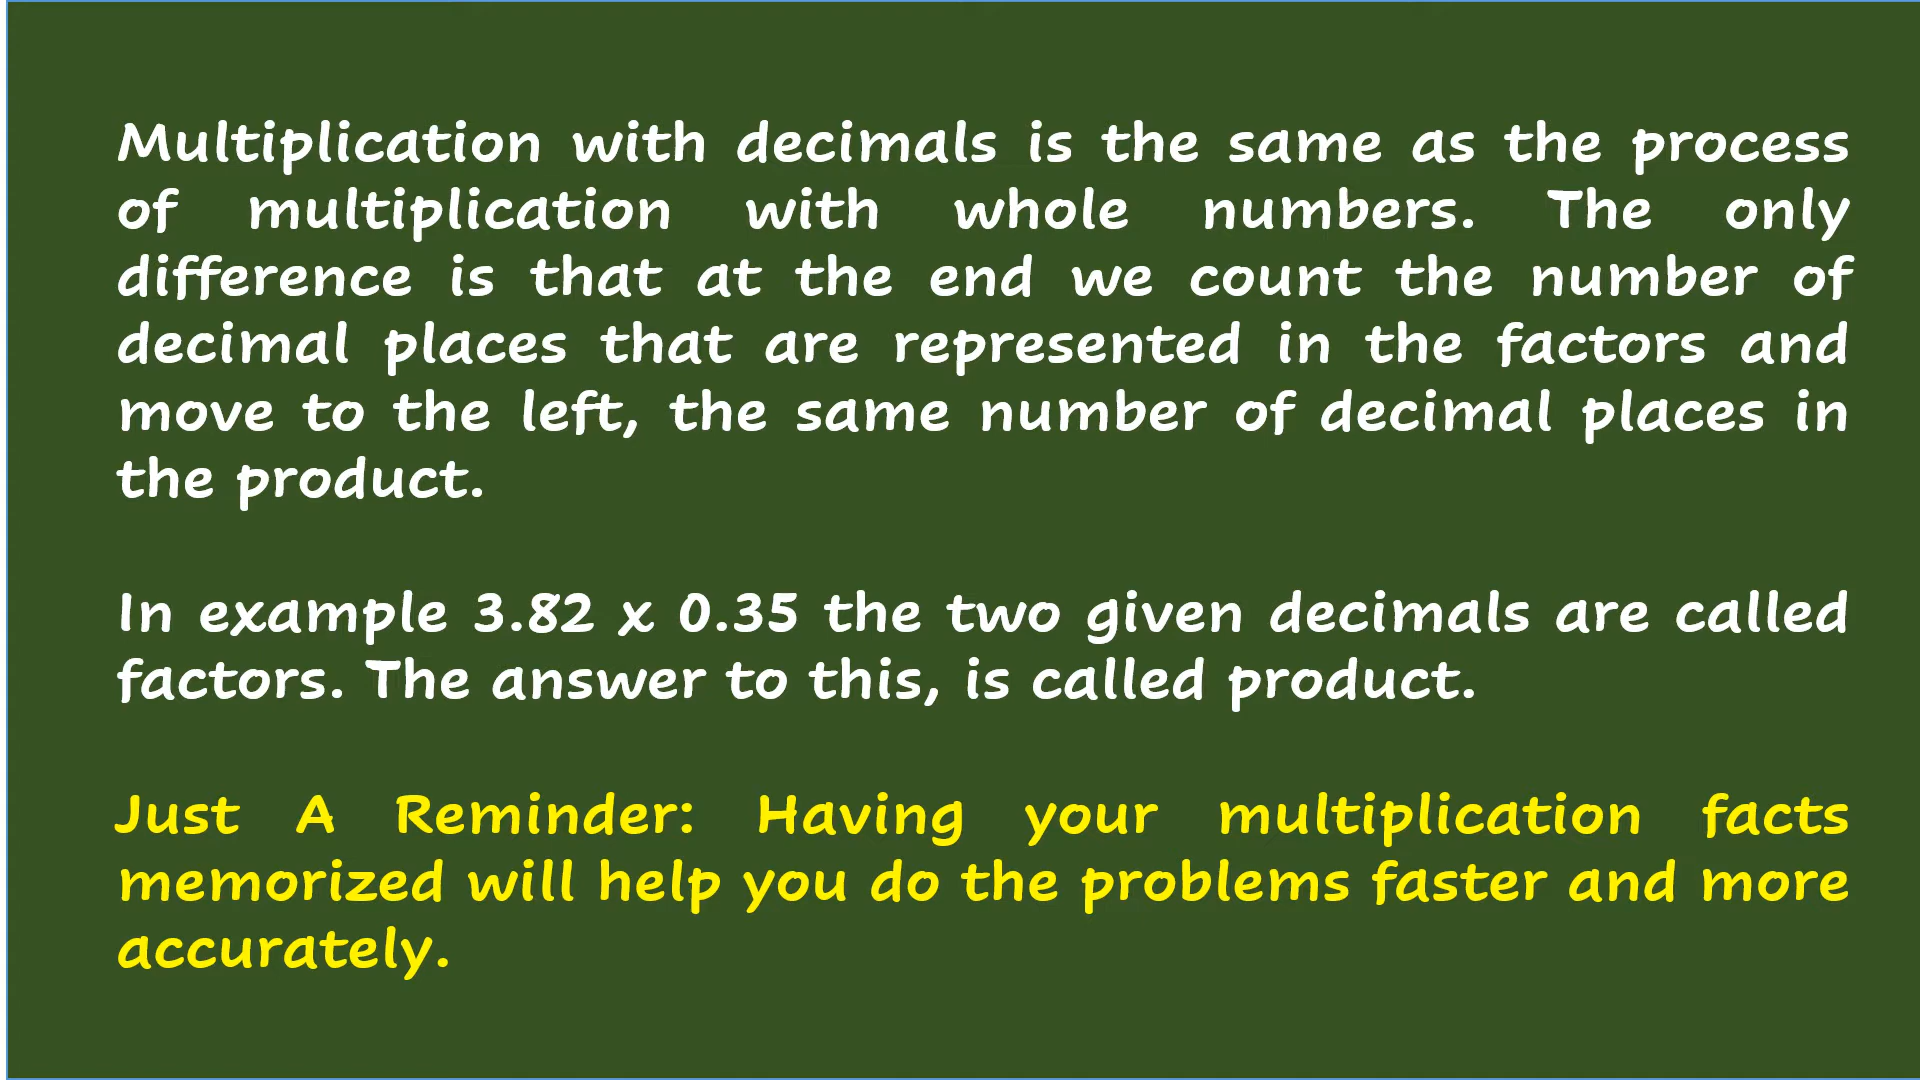 Multiplication with decimals is the same as the process
of multiplication with whole numbers. The only
difference is that at the end we count the number of
decimal places that are represented in the factors and
move to the left, the same number of decimal places in
the product.
In example 3.82 x 0.35 the two given decimals are called
factors. The answer to this, is called product.
Just A Reminder: Having your multiplication facts
memorized will help you do the problems faster and more
accurately.